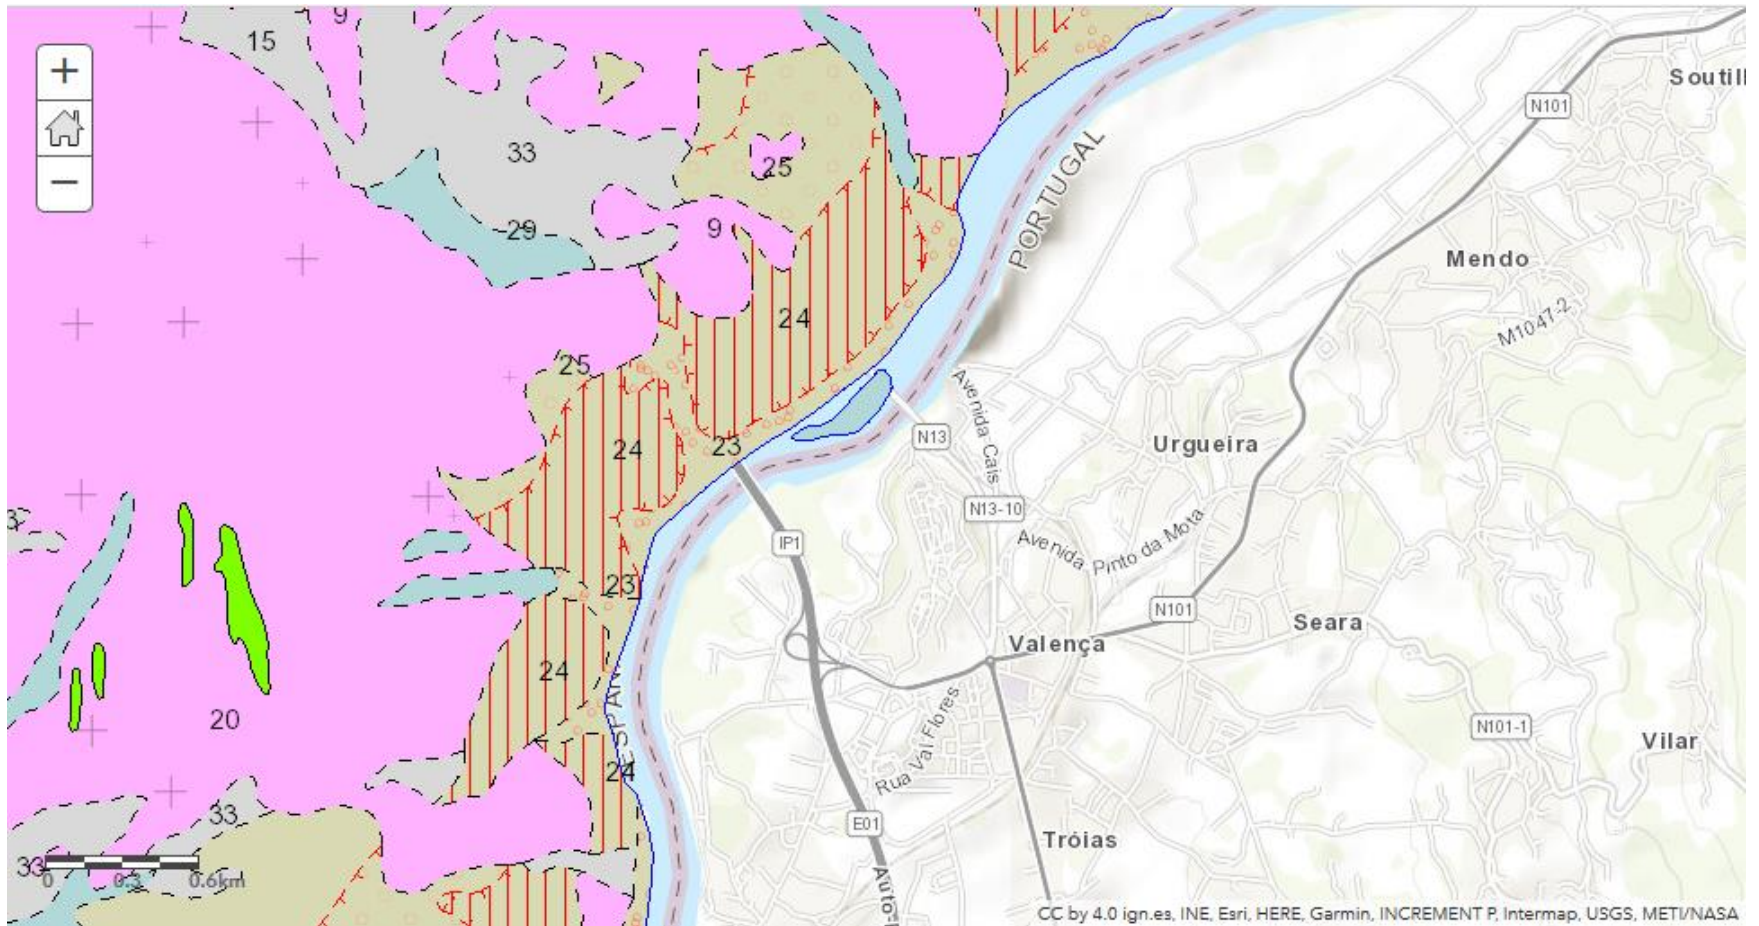 9
15
+
Soutill
N101
33
25
PORTUGAL
29
9
Mendo
24
M1047-2
25
Avenida Cais
24
23
N13
Urgueira
N13-10
3
IP1
Avenida Pinto da Mota
23
N101
Seara
Valença
24
ESPAN
20
Rua Val Flores
N101-1
Vilar
24
33
E01
Tróias
33
0 0.3 0.6km
Auto-
CC by 4.0 ign.es, INE, Esri, HERE, Garmin, INCREMENT P, Intermap, USGS, METI/NASA